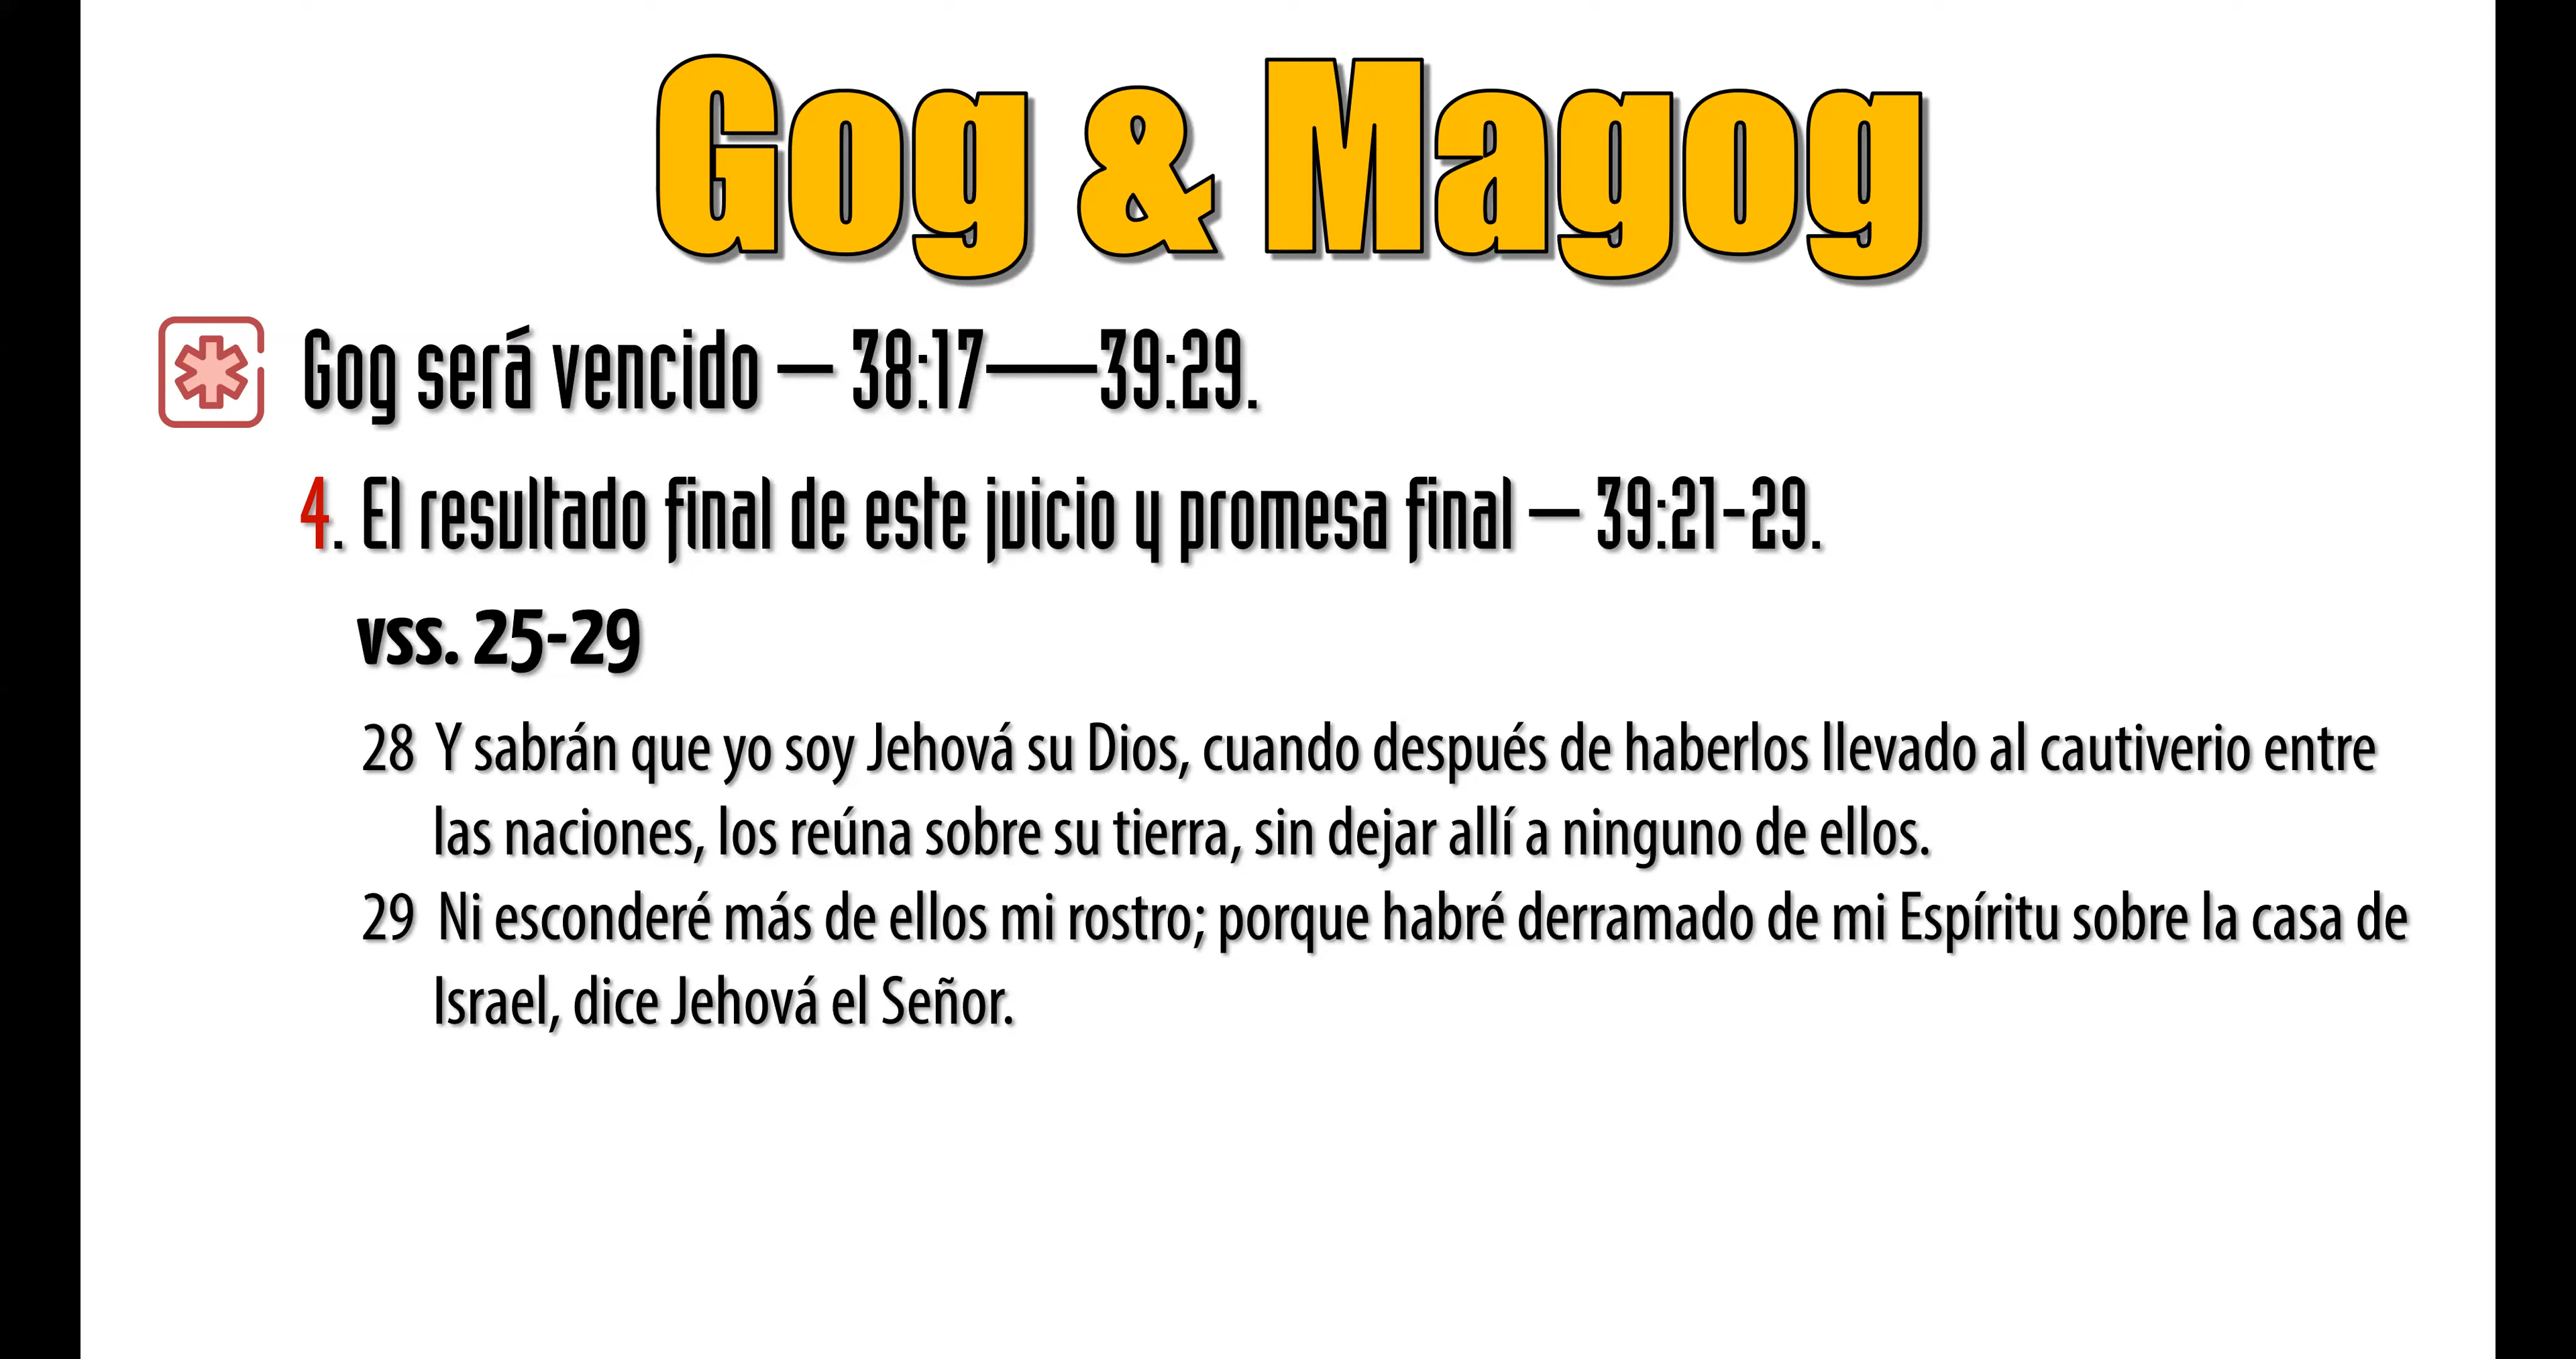 Gog & Magog
Gog será vencido — 38:17——39:29.
4. El resultado final de este juicio y promesa final — 39:21-29.
vss. 25-29
28 Y sabrán que yo soy Jehová su Dios, cuando después de haberlos llevado al cautiverio entre
las naciones, los reúna sobre su tierra, sin dejar allí a ninguno de ellos.
29 Ni esconderé más de ellos mi rostro; porque habré derramado de mi Espíritu sobre la casa de
Israel, dice Jehová el Señor.